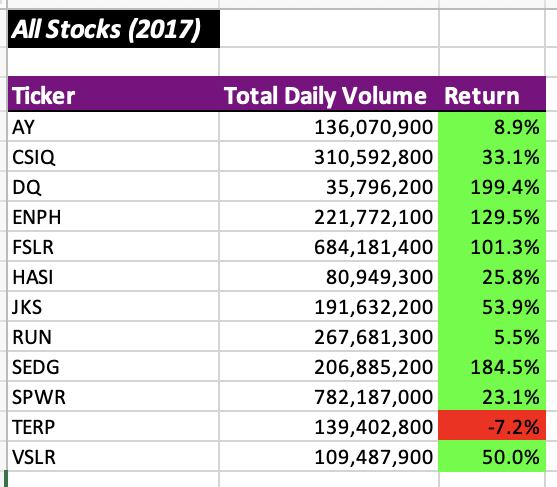 All Stocks (2017)
Ticker Total Daily Volume Return
AY 136,070,900 8.9%
CSIQ 310,592,800 33.1%
DQ 35,796,200 199.4%
ENPH 221,772,100 129.5%
FSLR 684,181,400 101.3%
HASI 80,949,300 25.8%
JKS 191,632,200 53.9%
RUN 267,681,300 5.5%
SEDG 206,885,200 184.5%
SPWR 782,187,000 23.1%
TERP 139,402,800 -7.2%
VSLR 109,487,900 50.0%